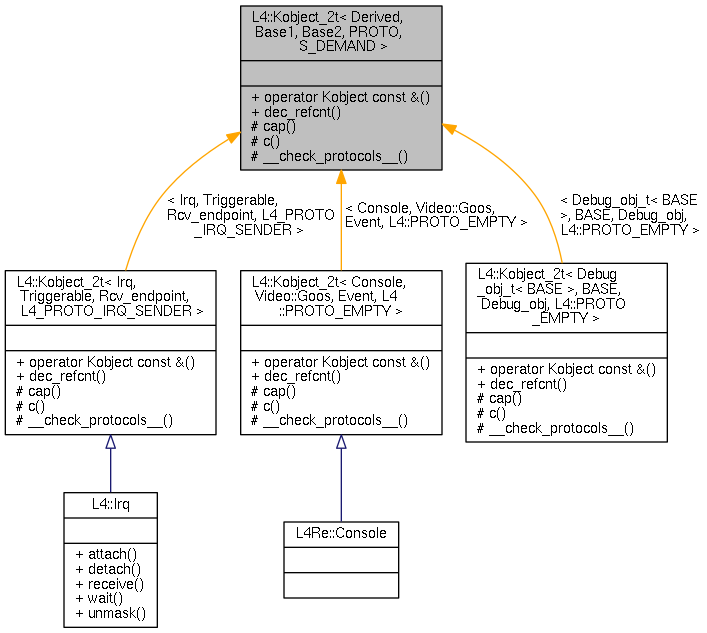 L4::Kobject_2t< Derived,
Base1, Base2, PROTO,
S_DEMAND >
+ operator Kobject const &()
+ dec_refcnt()
# cap()
# c()
# __check_protocols__()
< Irq, Triggerable,
Rcv_endpoint, L4_PROTO
_IRQ_SENDER >
< Console, Video::Goos,
Event, L4::PROTO_EMPTY >
< Debug_obj_t< BASE
>, BASE, Debug_obj,
L4::PROTO_EMPTY >
L4::Kobject_2t< Irq,
Triggerable, Rcv_endpoint,
L4_PROTO_IRQ_SENDER >
+ operator Kobject const &()
+ dec_refcnt()
# cap()
# c()
# __check_protocols__()
L4::Kobject_2t< Console,
Video::Goos, Event, L4
::PROTO_EMPTY >
+ operator Kobject const &()
+ dec_refcnt()
# cap()
# c()
# __check_protocols__()
L4::Kobject_2t< Debug
_obj_t< BASE >, BASE,
Debug_obj, L4::PROTO
_EMPTY >
+ operator Kobject const &()
+ dec_refcnt()
# cap()
# c()
# __check_protocols__()
L4::Irq
+ attach()
+ detach()
+ receive()
+ wait()
+ unmask()
L4Re::Console